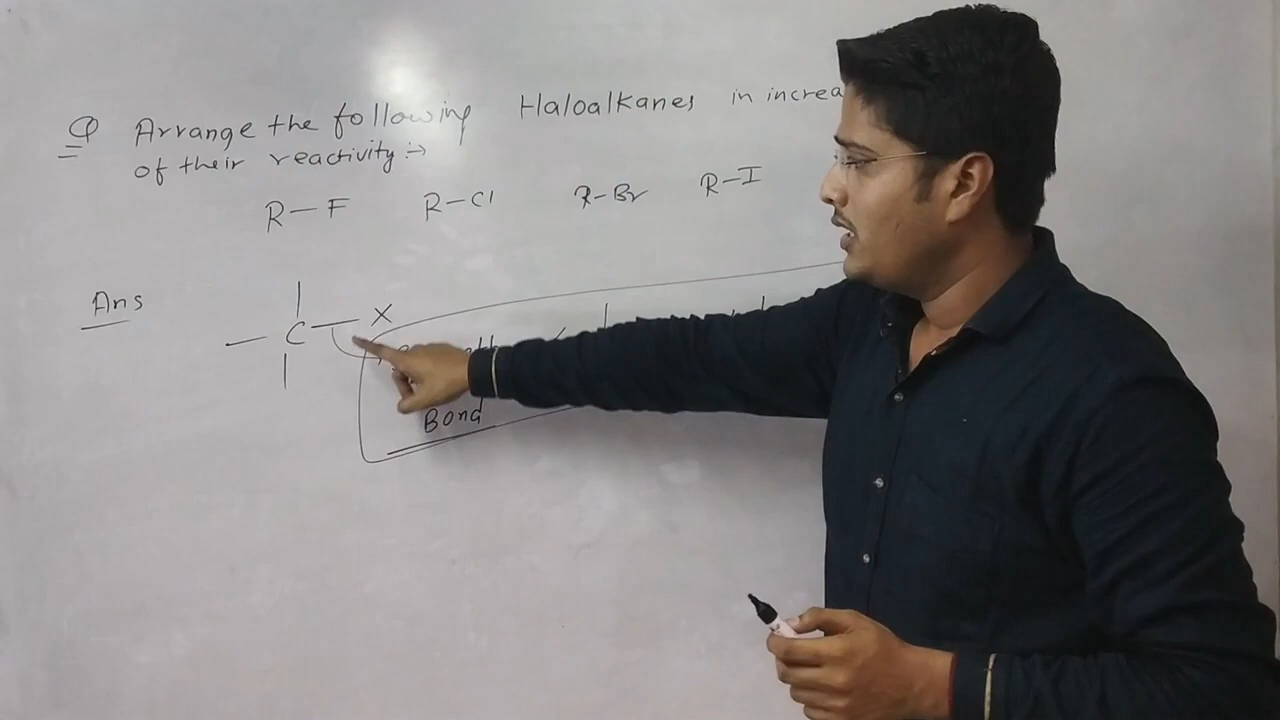 Q Arrange the following Haloalkanes in increa
of their reactivity :→
R—F R—Cl R—Br R—I
Ans
— C — X
Bond